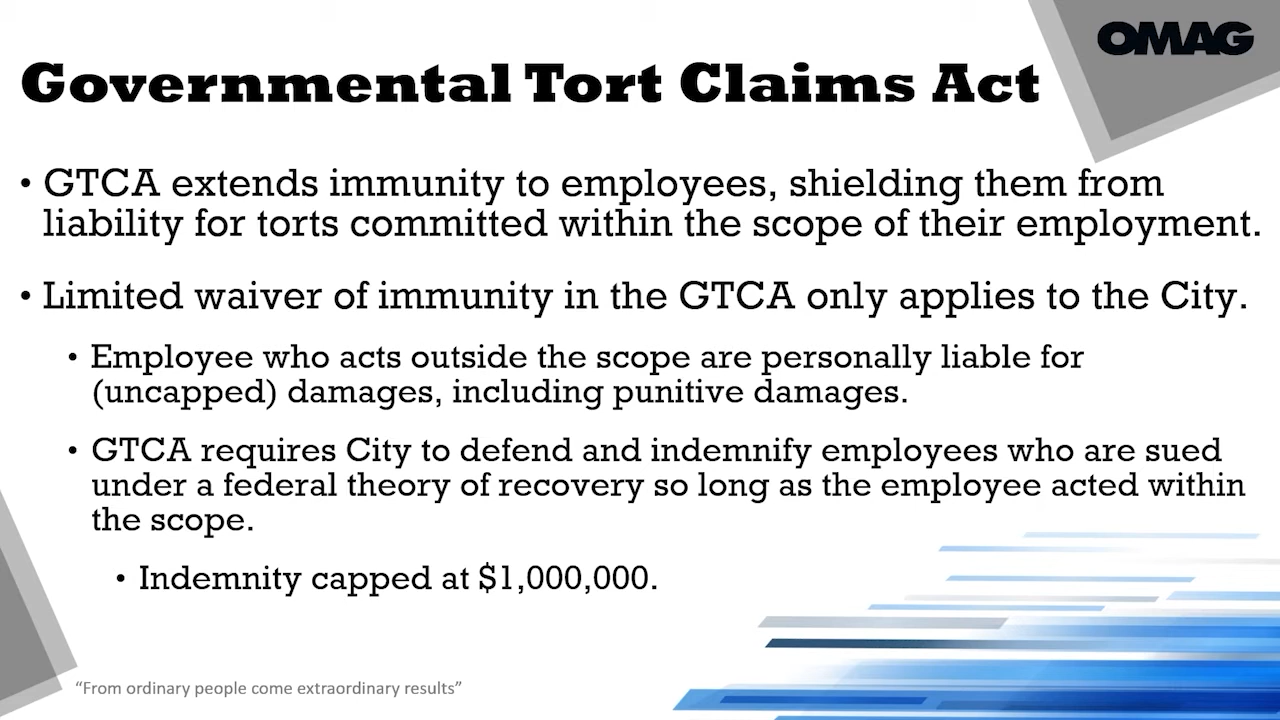 OMAG
Governmental Tort Claims Act
• GTCA extends immunity to employees, shielding them from
liability for torts committed within the scope of their employment.
• Limited waiver of immunity in the GTCA only applies to the City.
• Employee who acts outside the scope are personally liable for
(uncapped) damages, including punitive damages.
• GTCA requires City to defend and indemnify employees who are sued
under a federal theory of recovery so long as the employee acted within
the scope.
• Indemnity capped at $1,000,000.
“From ordinary people come extraordinary results”